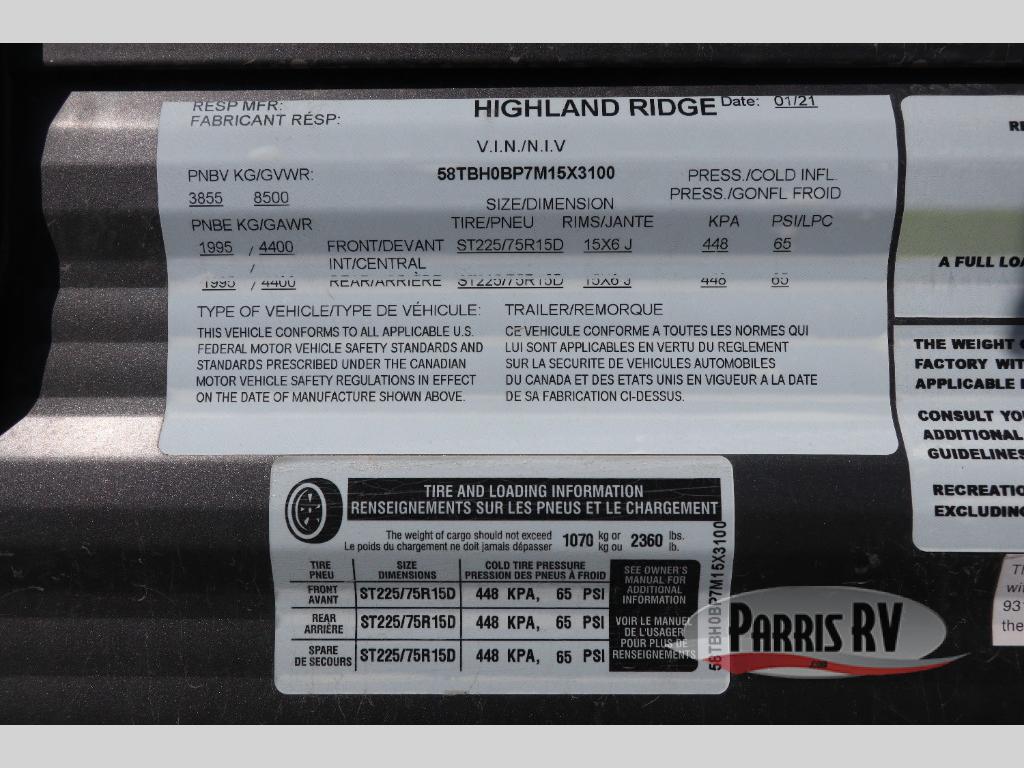 RESP MFR: HIGHLAND RIDGE Date: 01/21
FABRICANT RÉSP:
V.I.N./N.I.V
PNBV KG/GVWR: 58TBH0BP7M15X3100 PRESS./COLD INFL.
3855 8500 SIZE/DIMENSION PRESS./GONFL FROID
PNBE KG/GAWR TIRE/PNEU RIMS/JANTE KPA PSI/LPC
1995 / 4400 FRONT/DEVANT ST225/75R15D 15X6 J 448 65
/ INT/CENTRAL
1995 / 4400 REAR/ARRIÈRE ST225/75R15D 15X6 J 448 65
TYPE OF VEHICLE/TYPE DE VÉHICULE: TRAILER/REMORQUE
THIS VEHICLE CONFORMS TO ALL APPLICABLE U.S.
FEDERAL MOTOR VEHICLE SAFETY STANDARDS AND
STANDARDS PRESCRIBED UNDER THE CANADIAN
MOTOR VEHICLE SAFETY REGULATIONS IN EFFECT
ON THE DATE OF MANUFACTURE SHOWN ABOVE.
CE VEHICULE CONFORME A TOUTES LES NORMES QUI
LUI SONT APPLICABLES EN VERTU DU REGLEMENT
SUR LA SECURITE DE VEHICULES AUTOMOBILES
DU CANADA ET DES ETATS UNIS EN VIGUEUR A LA DATE
DE SA FABRICATION CI-DESSUS.
A FULL LOA
THE WEIGHT O
FACTORY WIT
APPLICABLE
CONSULT YOU
ADDITIONAL
GUIDELINES
RECREATIO
EXCLUDING
TIRE AND LOADING INFORMATION
RENSEIGNEMENTS SUR LES PNEUS ET LE CHARGEMENT
The weight of cargo should not exceed 1070 kg or 2360 lbs.
Le poids du chargement ne doit jamais dépasser kg ou lb.
TIRE SIZE COLD TIRE PRESSURE
PNEU DIMENSIONS PRESSION DES PNEUS À FROID
FRONT
AVANT ST225/75R15D 448 KPA, 65 PSI
REAR
ARRIÈRE ST225/75R15D 448 KPA, 65 PSI
SPARE
DE SECOURS ST225/75R15D 448 KPA, 65 PSI
SEE OWNER'S
MANUAL FOR
ADDITIONAL
INFORMATION
VOIR LE MANUEL
DE L'USAGER
POUR PLUS DE
RENSEIGNEMENTS
58TBH0BP7M15X3100
PARRIS RV
.COM
wi
931
the